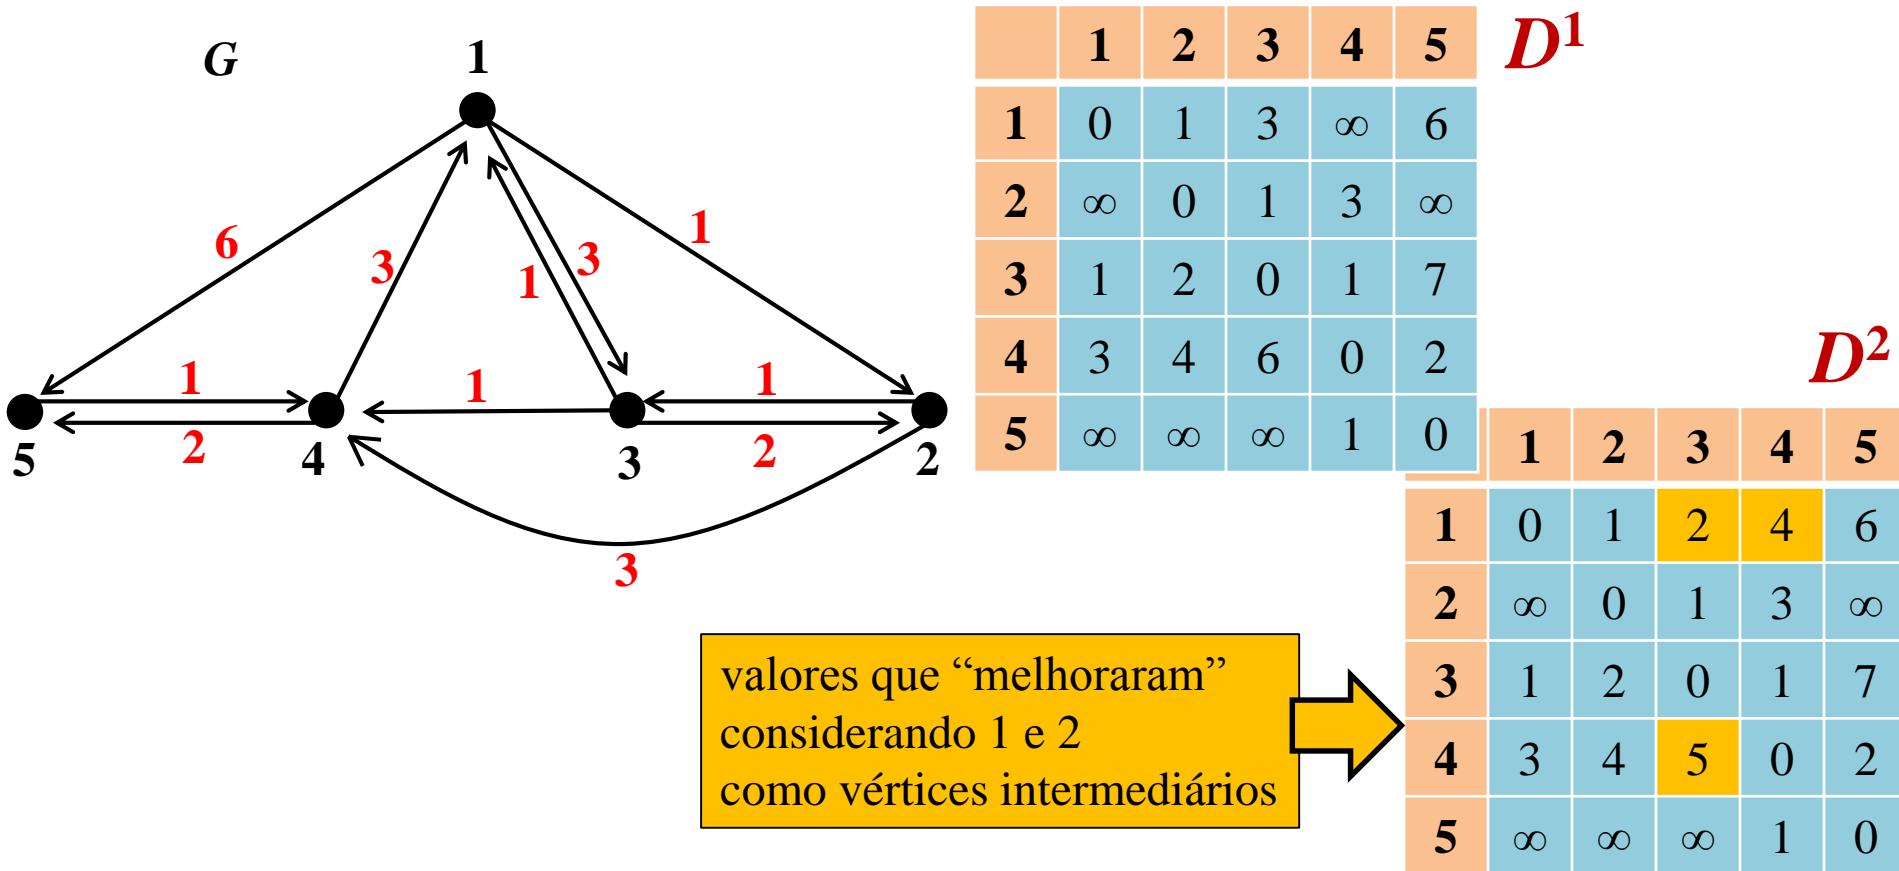 G
1
6
3
1
3
1
1
2
1
1
2
5
4
3
2
3
D¹
1 2 3 4 5
1 0 1 3 ∞ 6
2 ∞ 0 1 3 ∞
3 1 2 0 1 7
4 3 4 6 0 2
5 ∞ ∞ ∞ 1 0
D²
1 2 3 4 5
1 0 1 2 4 6
2 ∞ 0 1 3 ∞
3 1 2 0 1 7
4 3 4 5 0 2
5 ∞ ∞ ∞ 1 0
valores que “melhoraram”
considerando 1 e 2
como vértices intermediários